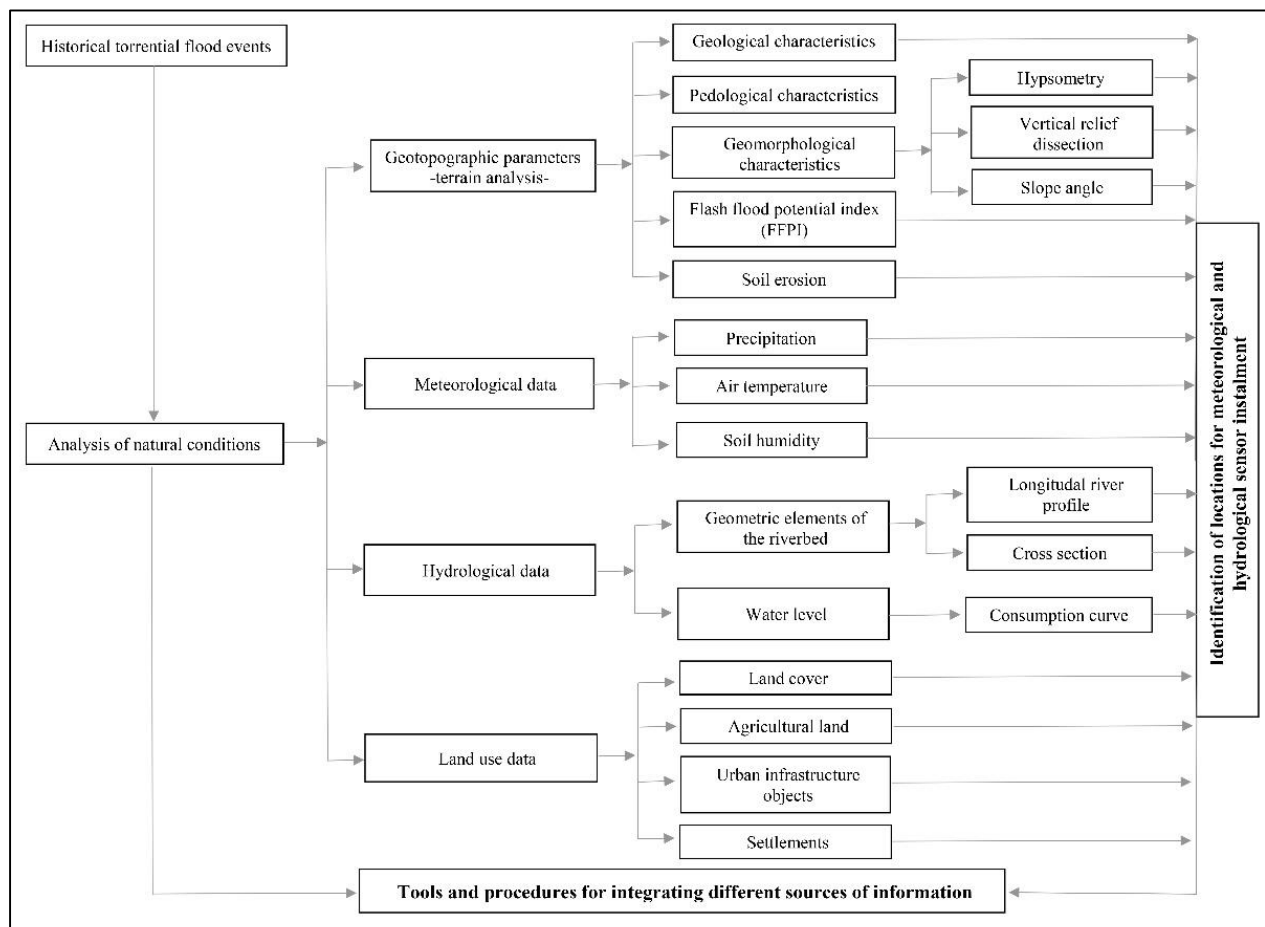 Historical torrential flood events
Analysis of natural conditions
Geotopographic parameters
-terrain analysis-
Meteorological data
Hydrological data
Land use data
Geological characteristics
Pedological characteristics
Geomorphological
characteristics
Flash flood potential index
(FFPI)
Soil erosion
Precipitation
Air temperature
Soil humidity
Geometric elements of
the riverbed
Water level
Land cover
Agricultural land
Urban infrastructure
objects
Settlements
Hypsometry
Vertical relief
dissection
Slope angle
Longitudal river
profile
Cross section
Consumption curve
Identification of locations for meteorological and
hydrological sensor instalment
Tools and procedures for integrating different sources of information